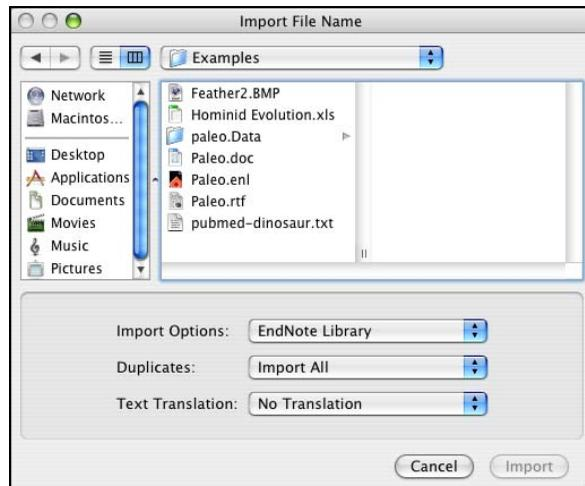 Import File Name
Examples
Network
Macintos...
Desktop
Applications
Documents
Movies
Music
Pictures
Feather2.BMP
Hominid Evolution.xls
paleo.Data
Paleo.doc
Paleo.enl
Paleo.rtf
pubmed-dinosaur.txt
Import Options: EndNote Library
Duplicates: Import All
Text Translation: No Translation
Cancel Import